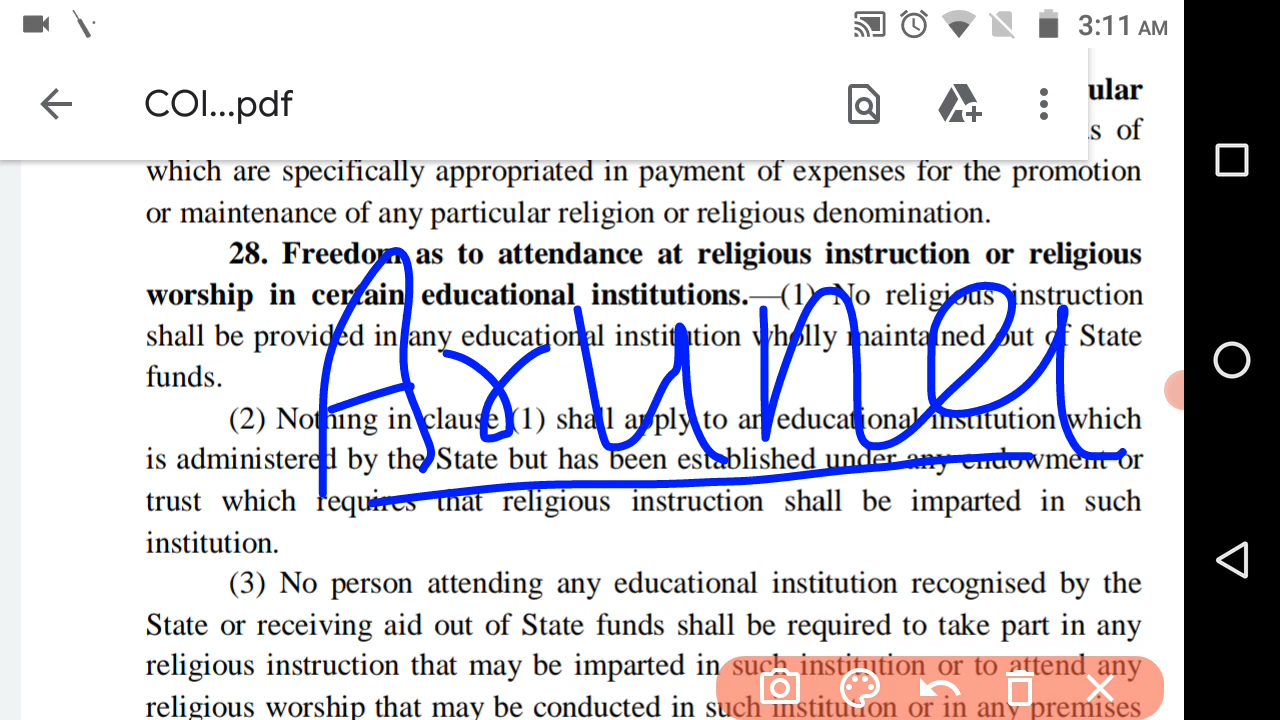 3:11 AM
COI...pdf
ular
s of
which are specifically appropriated in payment of expenses for the promotion
or maintenance of any particular religion or religious denomination.
28. Freedom as to attendance at religious instruction or religious
worship in certain educational institutions.—(1) No religious instruction
shall be provided in any educational institution wholly maintained out of State
funds.
(2) Nothing in clause (1) shall apply to an educational institution which
is administered by the State but has been established under any endowment or
trust which requires that religious instruction shall be imparted in such
institution.
(3) No person attending any educational institution recognised by the
State or receiving aid out of State funds shall be required to take part in any
religious instruction that may be imparted in such institution or to attend any
religious worship that may be conducted in such institution or in any premises